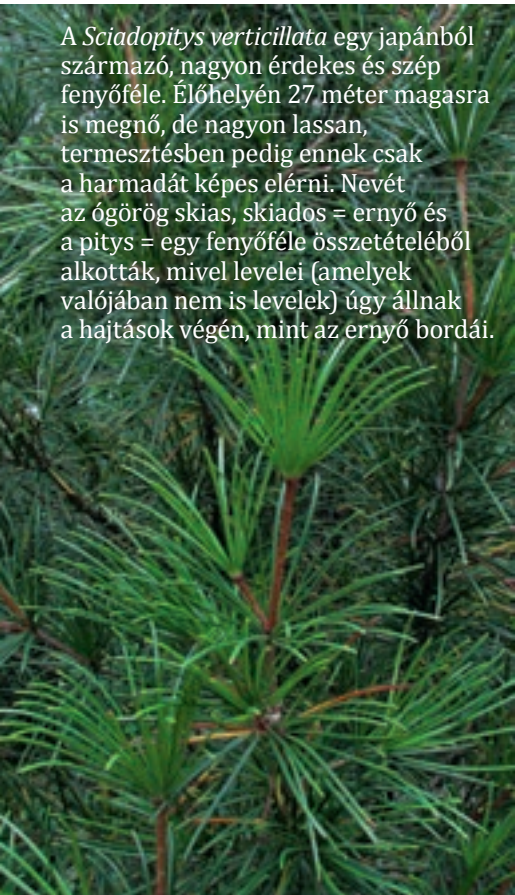 A Sciadopitys verticillata egy japánból
származó, nagyon érdekes és szép
fenyőféle. Élőhelyén 27 méter magasra
is megnő, de nagyon lassan,
termesztésben pedig ennek csak
a harmadát képes elérni. Nevét
az ógörög skias, skiados = ernyő és
a pitys = egy fenyőféle összetételéből
alkották, mivel levelei (amelyek
valójában nem is levelek) úgy állnak
a hajtások végén, mint az ernyő bordái.